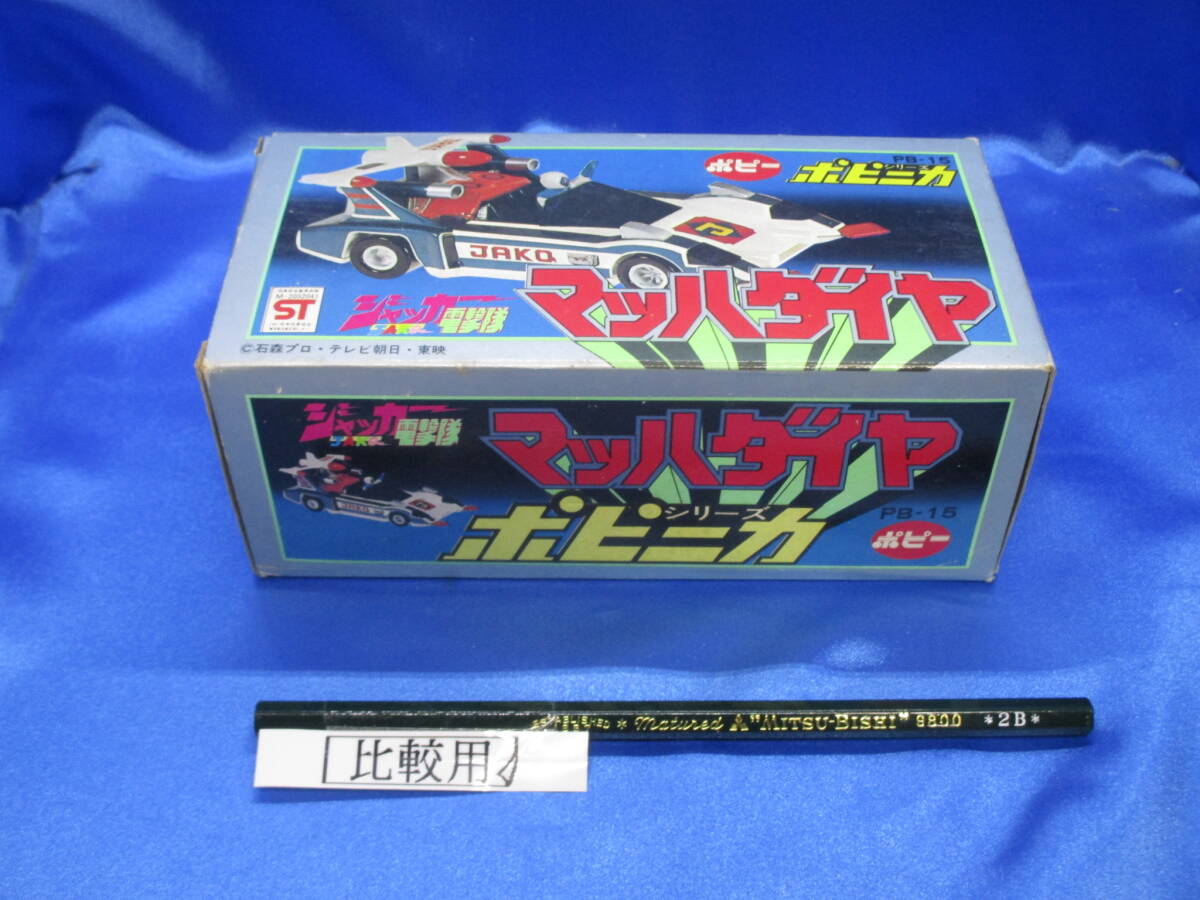 JAKQ
PB-15
ポピー
ポピニカ
シリーズ
JAKQ
ジャッカー
電撃隊
マッハダイヤ
ST
©石森プロ・テレビ朝日・東映
ジャッカー
電撃隊
マッハダイヤ
JAKQ
ポピニカ
シリーズ
PB-15
ポピー
* Matured "MITSU-BISHI" 9800 *2B*
比較用